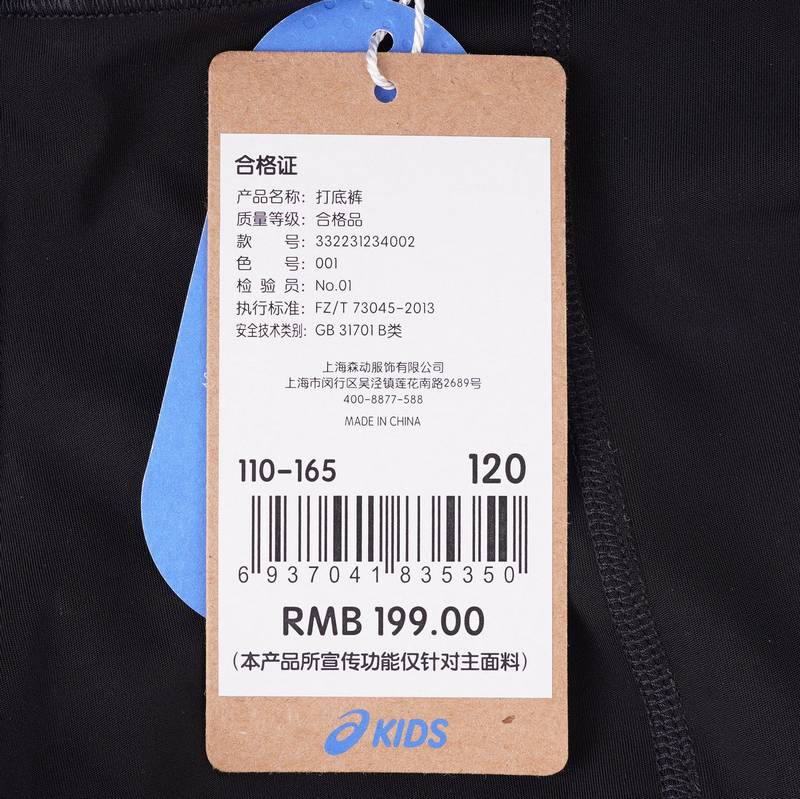 合格证
产品名称：打底裤
质量等级：合格品
款 号：332231234002
色 号：001
检 验 员：No.01
执行标准：FZ/T 73045-2013
安全技术类别：GB 31701 B类
上海森动服饰有限公司
上海市闵行区吴泾镇莲花南路2689号
400-8877-588
MADE IN CHINA
110-165 120
6 937041 835350
RMB 199.00
（本产品所宣传功能仅针对主面料）
KIDS